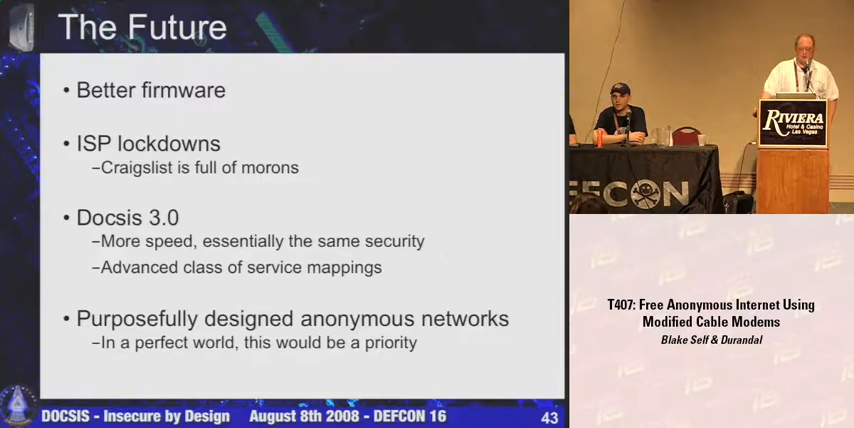 The Future
• Better firmware
• ISP lockdowns
–Craigslist is full of morons
• Docsis 3.0
–More speed, essentially the same security
–Advanced class of service mappings
• Purposefully designed anonymous networks
–In a perfect world, this would be a priority
DOCSIS - Insecure by Design August 8th 2008 - DEFCON 16 43
RIVIERA
Hotel & Casino
Las Vegas
EFCON
T407: Free Anonymous Internet Using
Modified Cable Modems
Blake Self & Durandal